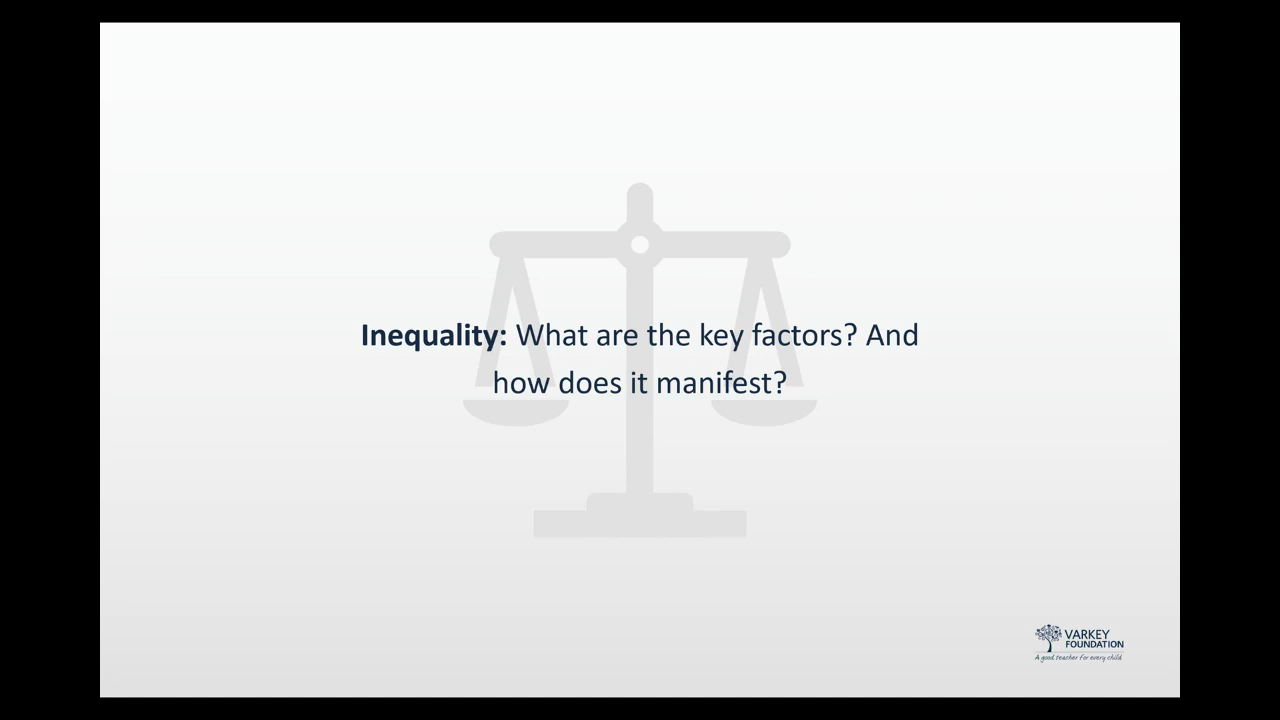 Inequality: What are the key factors? And
how does it manifest?
VARKEY
FOUNDATION
A good teacher for every child